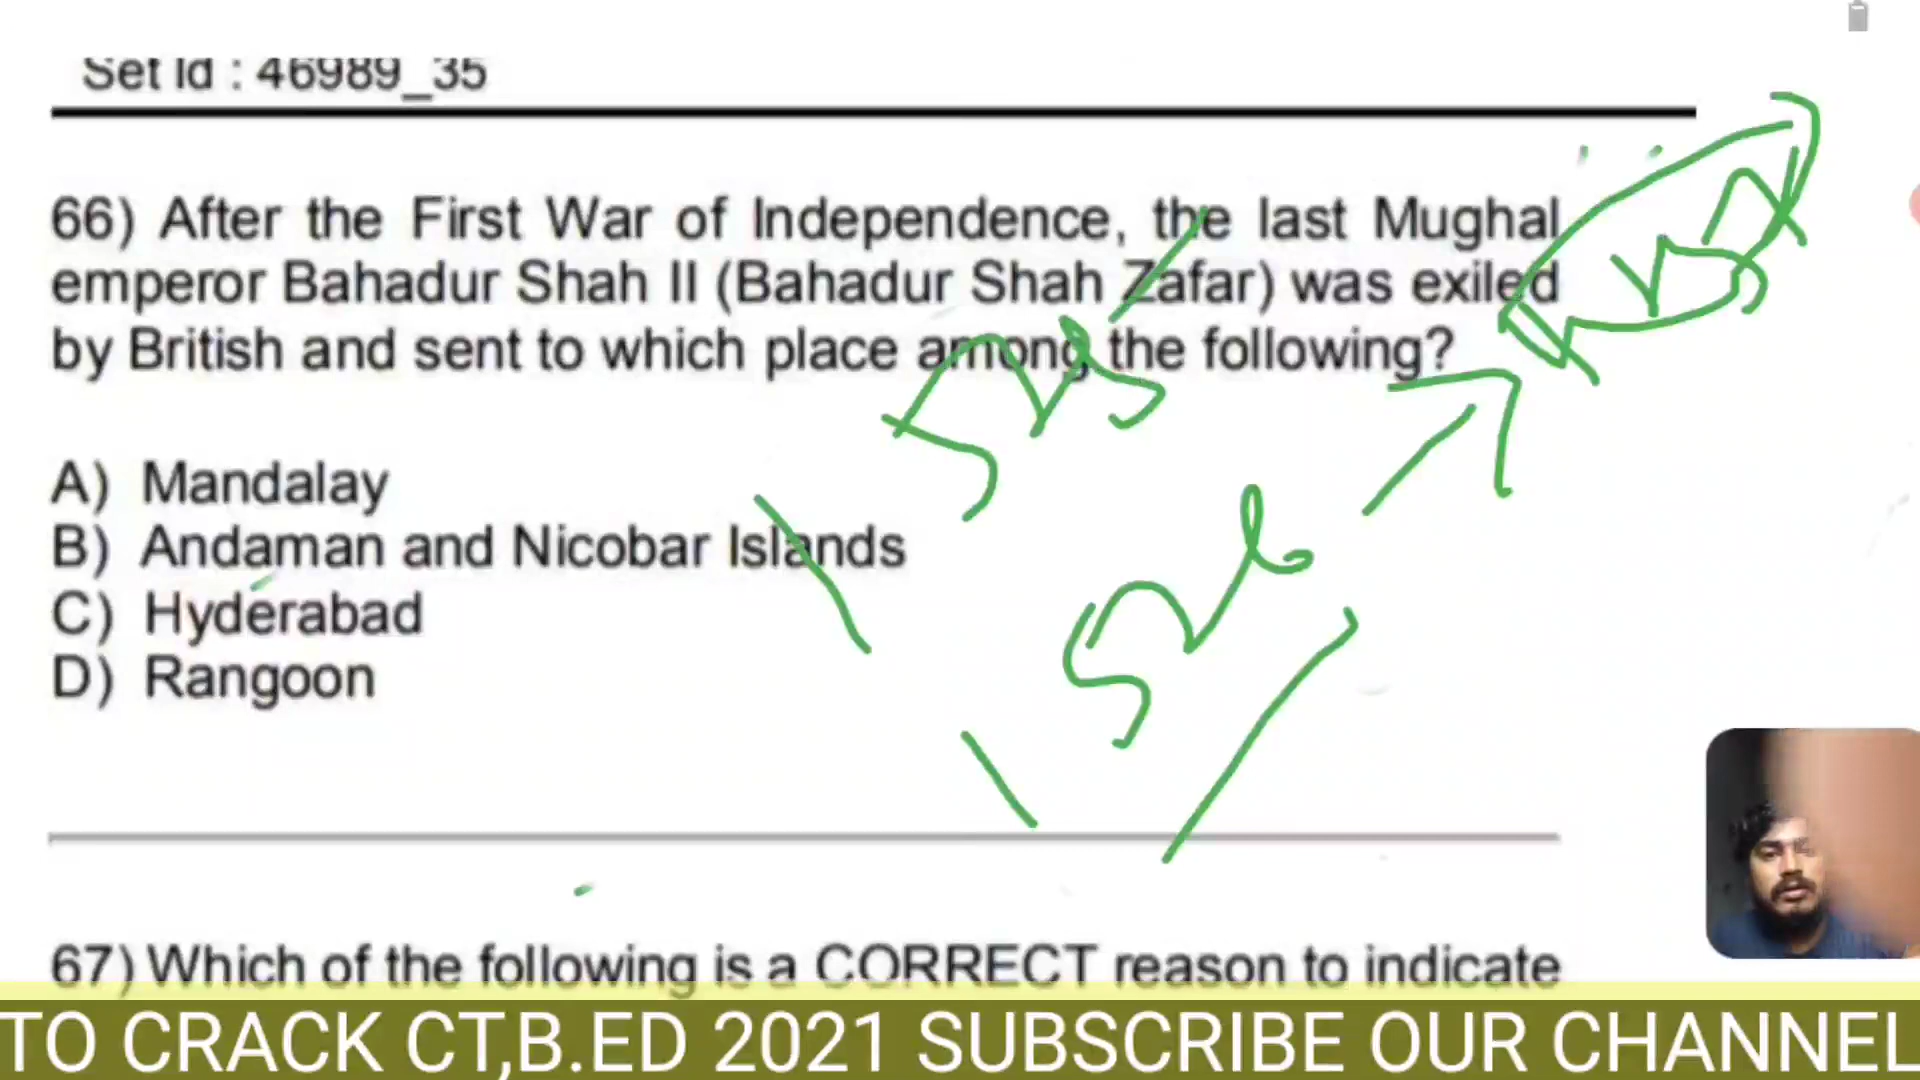 Set Id : 46989_35
66) After the First War of Independence, the last Mughal
emperor Bahadur Shah II (Bahadur Shah Zafar) was exiled
by British and sent to which place among the following?
A) Mandalay
B) Andaman and Nicobar Islands
C) Hyderabad
D) Rangoon
67) Which of the following is a CORRECT reason to indicate
TO CRACK CT,B.ED 2021 SUBSCRIBE OUR CHANNEL